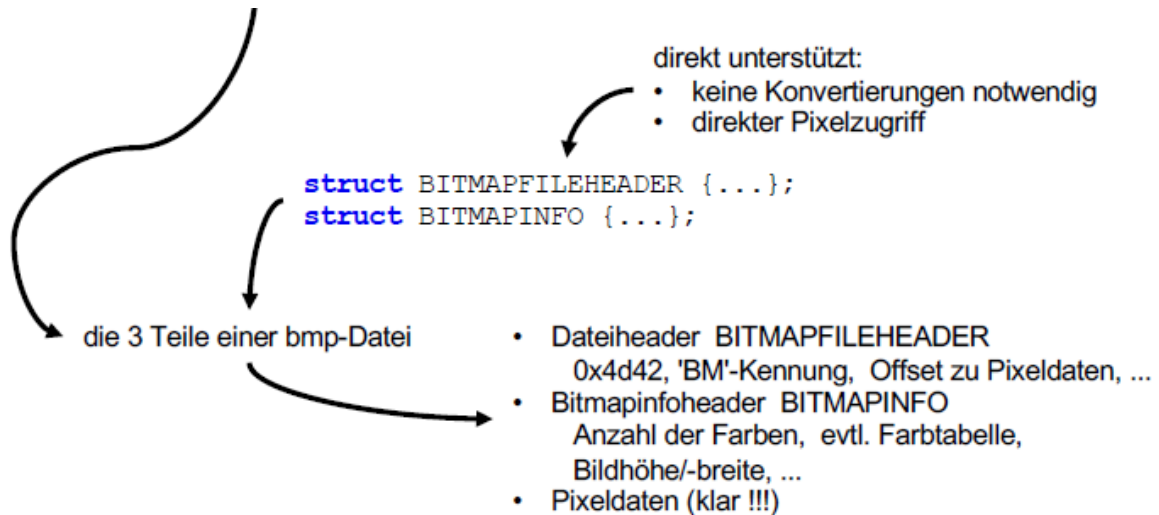 direkt unterstützt:
• keine Konvertierungen notwendig
• direkter Pixelzugriff
struct BITMAPFILEHEADER {...};
struct BITMAPINFO {...};
die 3 Teile einer bmp-Datei
• Dateiheader BITMAPFILEHEADER
0x4d42, 'BM'-Kennung, Offset zu Pixeldaten, ...
• Bitmapinfoheader BITMAPINFO
Anzahl der Farben, evtl. Farbtabelle,
Bildhöhe/-breite, ...
• Pixeldaten (klar !!!)